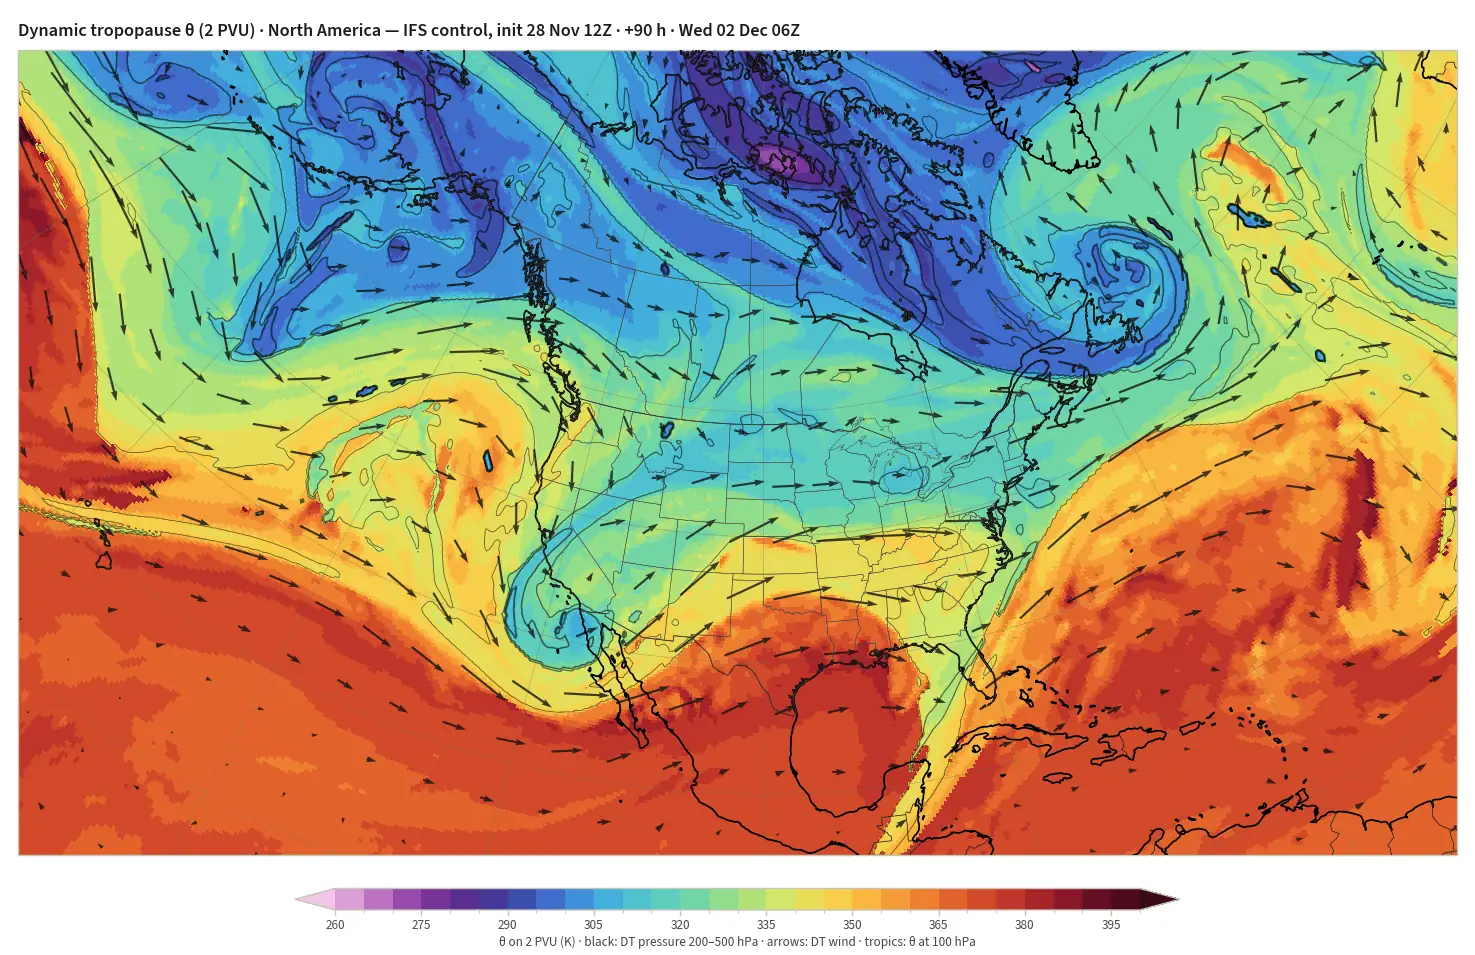 Dynamic tropopause θ (2 PVU) · North America — IFS control, init 28 Nov 12Z · +90 h · Wed 02 Dec 06Z
260 275 290 305 320 335 350 365 380 395
θ on 2 PVU (K) · black: DT pressure 200–500 hPa · arrows: DT wind · tropics: θ at 100 hPa